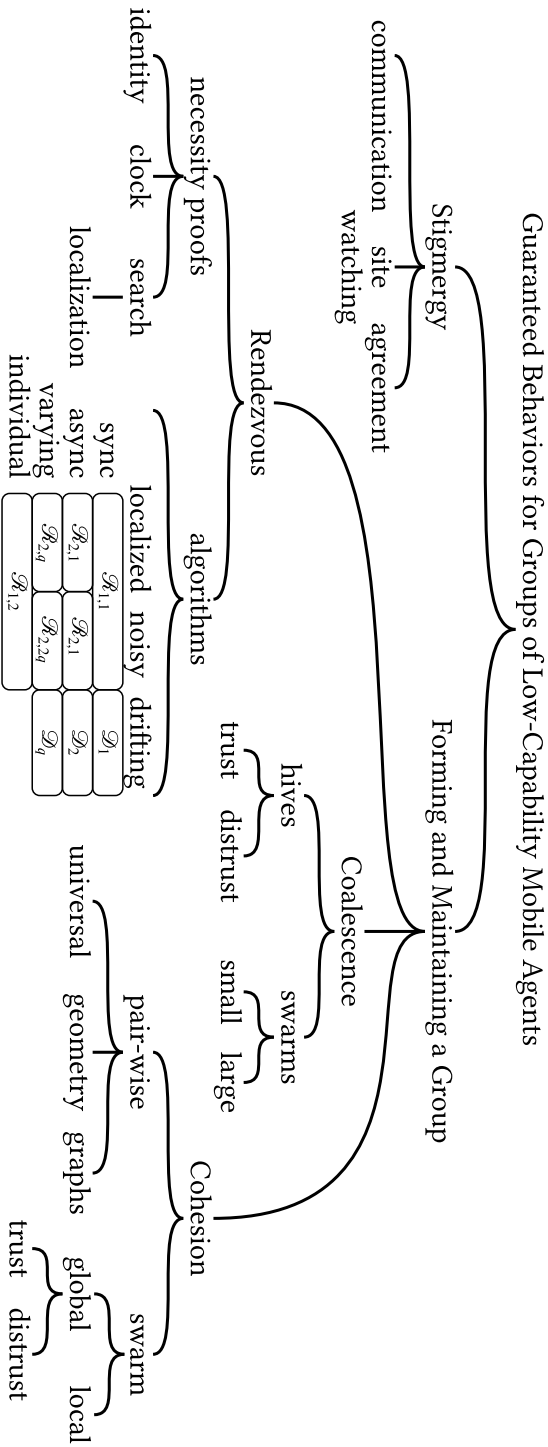 Guaranteed Behaviors for Groups of Low-Capability Mobile Agents
Stigmergy
communication
site
watching
agreement
Forming and Maintaining a Group
Rendezvous
necessity proofs
identity
clock
search
localization
algorithms
localized
noisy
drifting
sync
ℛ1,1
𝒟1
async
ℛ2,1
ℛ2,1
𝒟2
varying
ℛ2,q
ℛ2,2q
𝒟q
individual
ℛ1,2
Coalescence
hives
trust
distrust
swarms
small
large
Cohesion
pair-wise
universal
geometry
graphs
swarm
global
trust
distrust
local